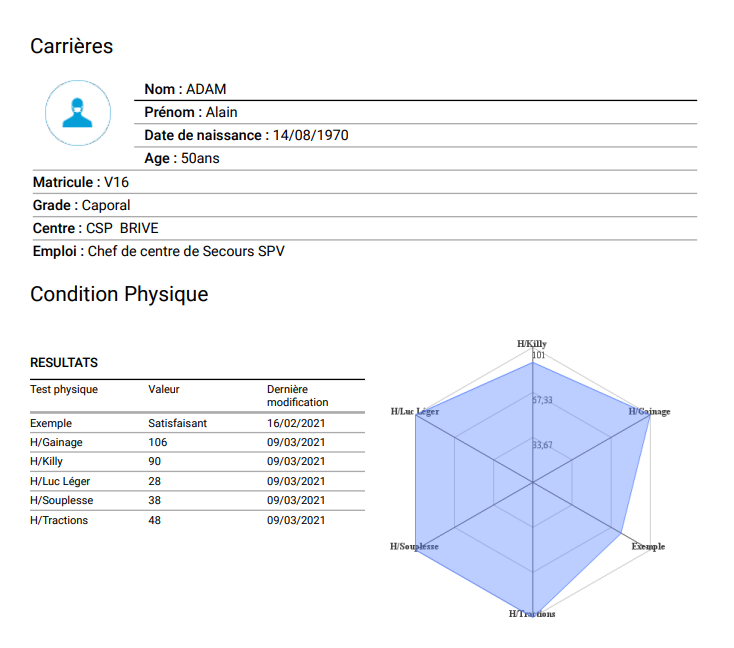 Carrières
Nom : ADAM
Prénom : Alain
Date de naissance : 14/08/1970
Age : 50ans
Matricule : V16
Grade : Caporal
Centre : CSP BRIVE
Emploi : Chef de centre de Secours SPV
Condition Physique
RESULTATS
Test physique Valeur Dernière modification
Exemple Satisfaisant 16/02/2021
H/Gainage 106 09/03/2021
H/Killy 90 09/03/2021
H/Luc Léger 28 09/03/2021
H/Souplesse 38 09/03/2021
H/Tractions 48 09/03/2021
H/Killy
101
H/Luc Léger
57,33
H/Gainage
33,67
H/Souplesse
Exemple
H/Tractions